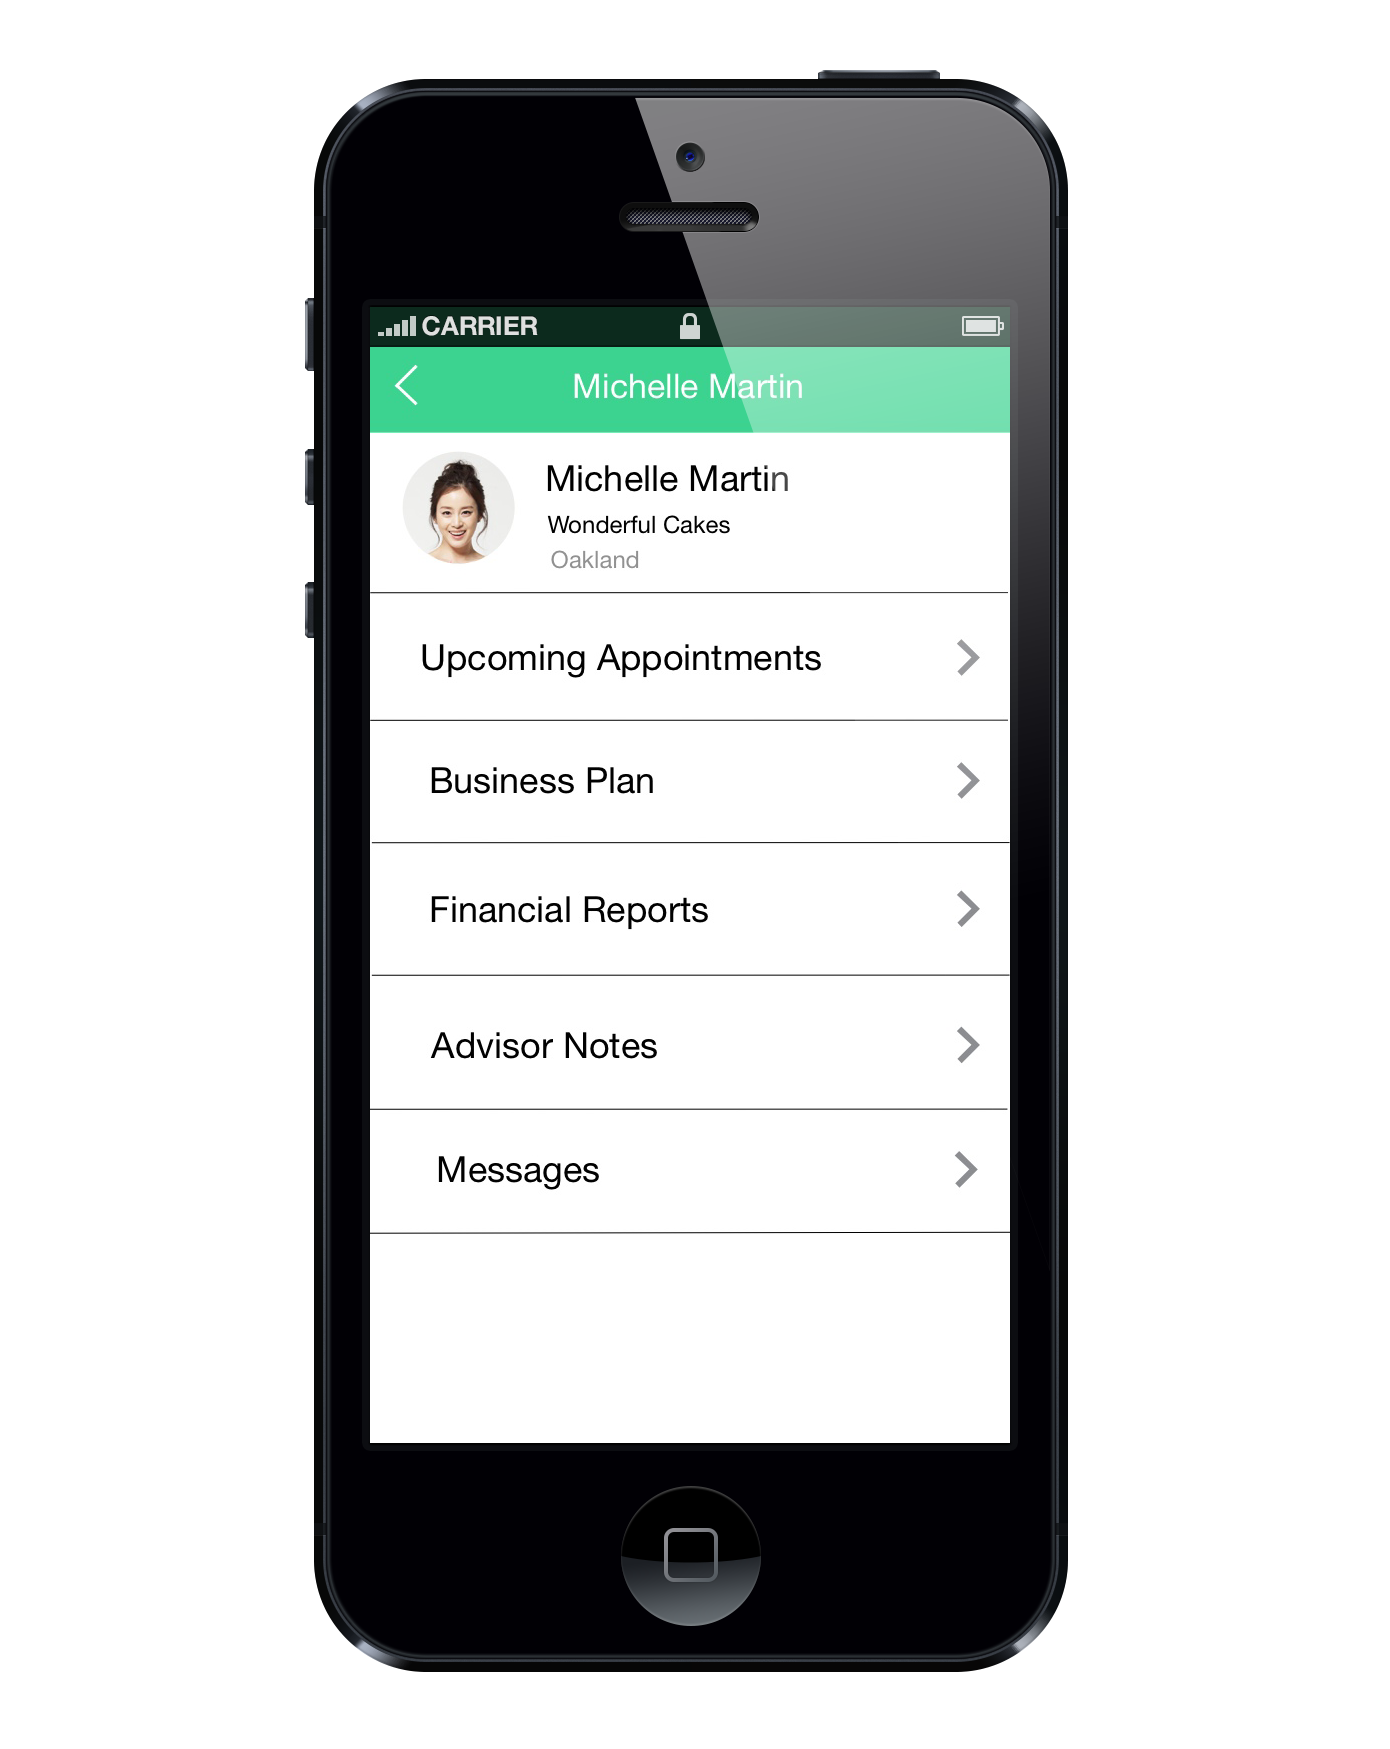 CARRIER
Michelle Martin
Michelle Martin
Wonderful Cakes
Oakland
Upcoming Appointments
Business Plan
Financial Reports
Advisor Notes
Messages